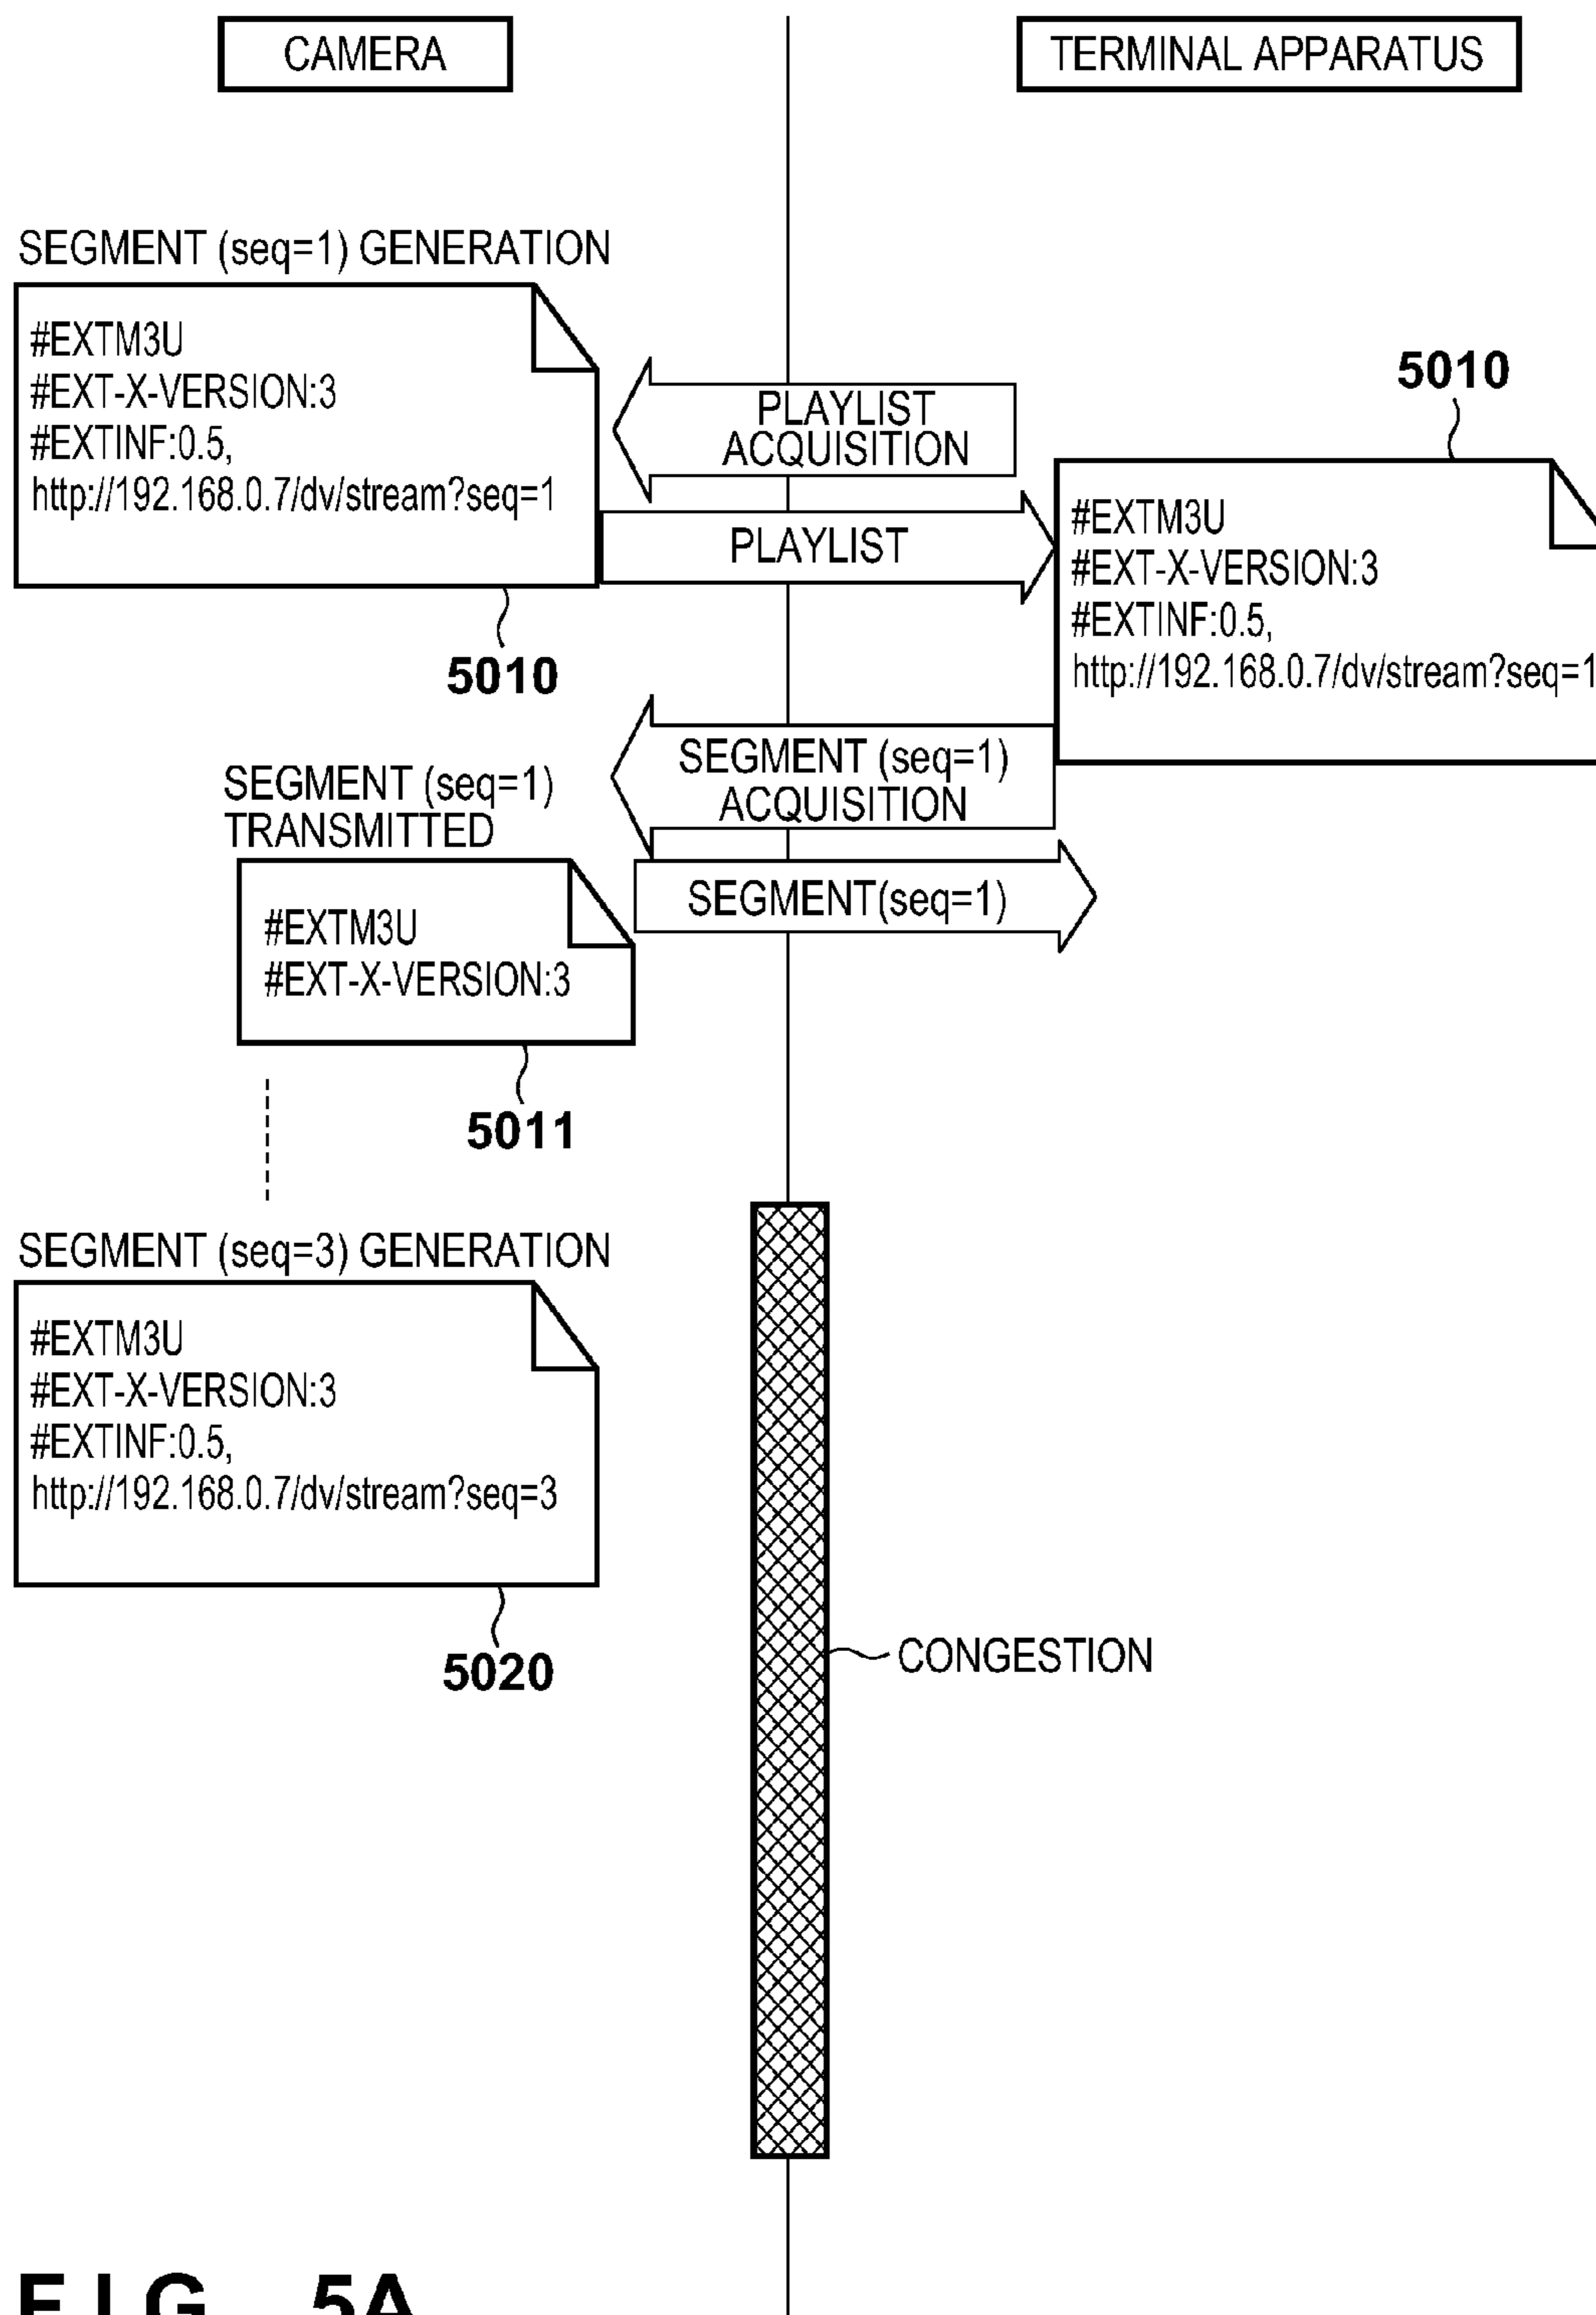 CAMERA
TERMINAL APPARATUS
SEGMENT (seq=1) GENERATION
#EXTM3U
#EXT-X-VERSION:3
#EXTINF:0.5,
http://192.168.0.7/dv/stream?seq=1
5010
PLAYLIST
ACQUISITION
PLAYLIST
5010
#EXTM3U
#EXT-X-VERSION:3
#EXTINF:0.5,
http://192.168.0.7/dv/stream?seq=1
SEGMENT (seq=1)
ACQUISITION
SEGMENT (seq=1)
TRANSMITTED
SEGMENT(seq=1)
#EXTM3U
#EXT-X-VERSION:3
5011
SEGMENT (seq=3) GENERATION
#EXTM3U
#EXT-X-VERSION:3
#EXTINF:0.5,
http://192.168.0.7/dv/stream?seq=3
5020
CONGESTION
FIG. 5A